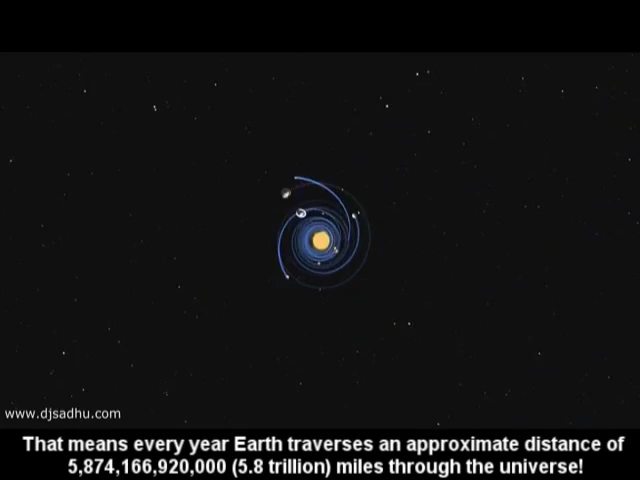 www.djsadhu.com
That means every year Earth traverses an approximate distance of
5,874,166,920,000 (5.8 trillion) miles through the universe!